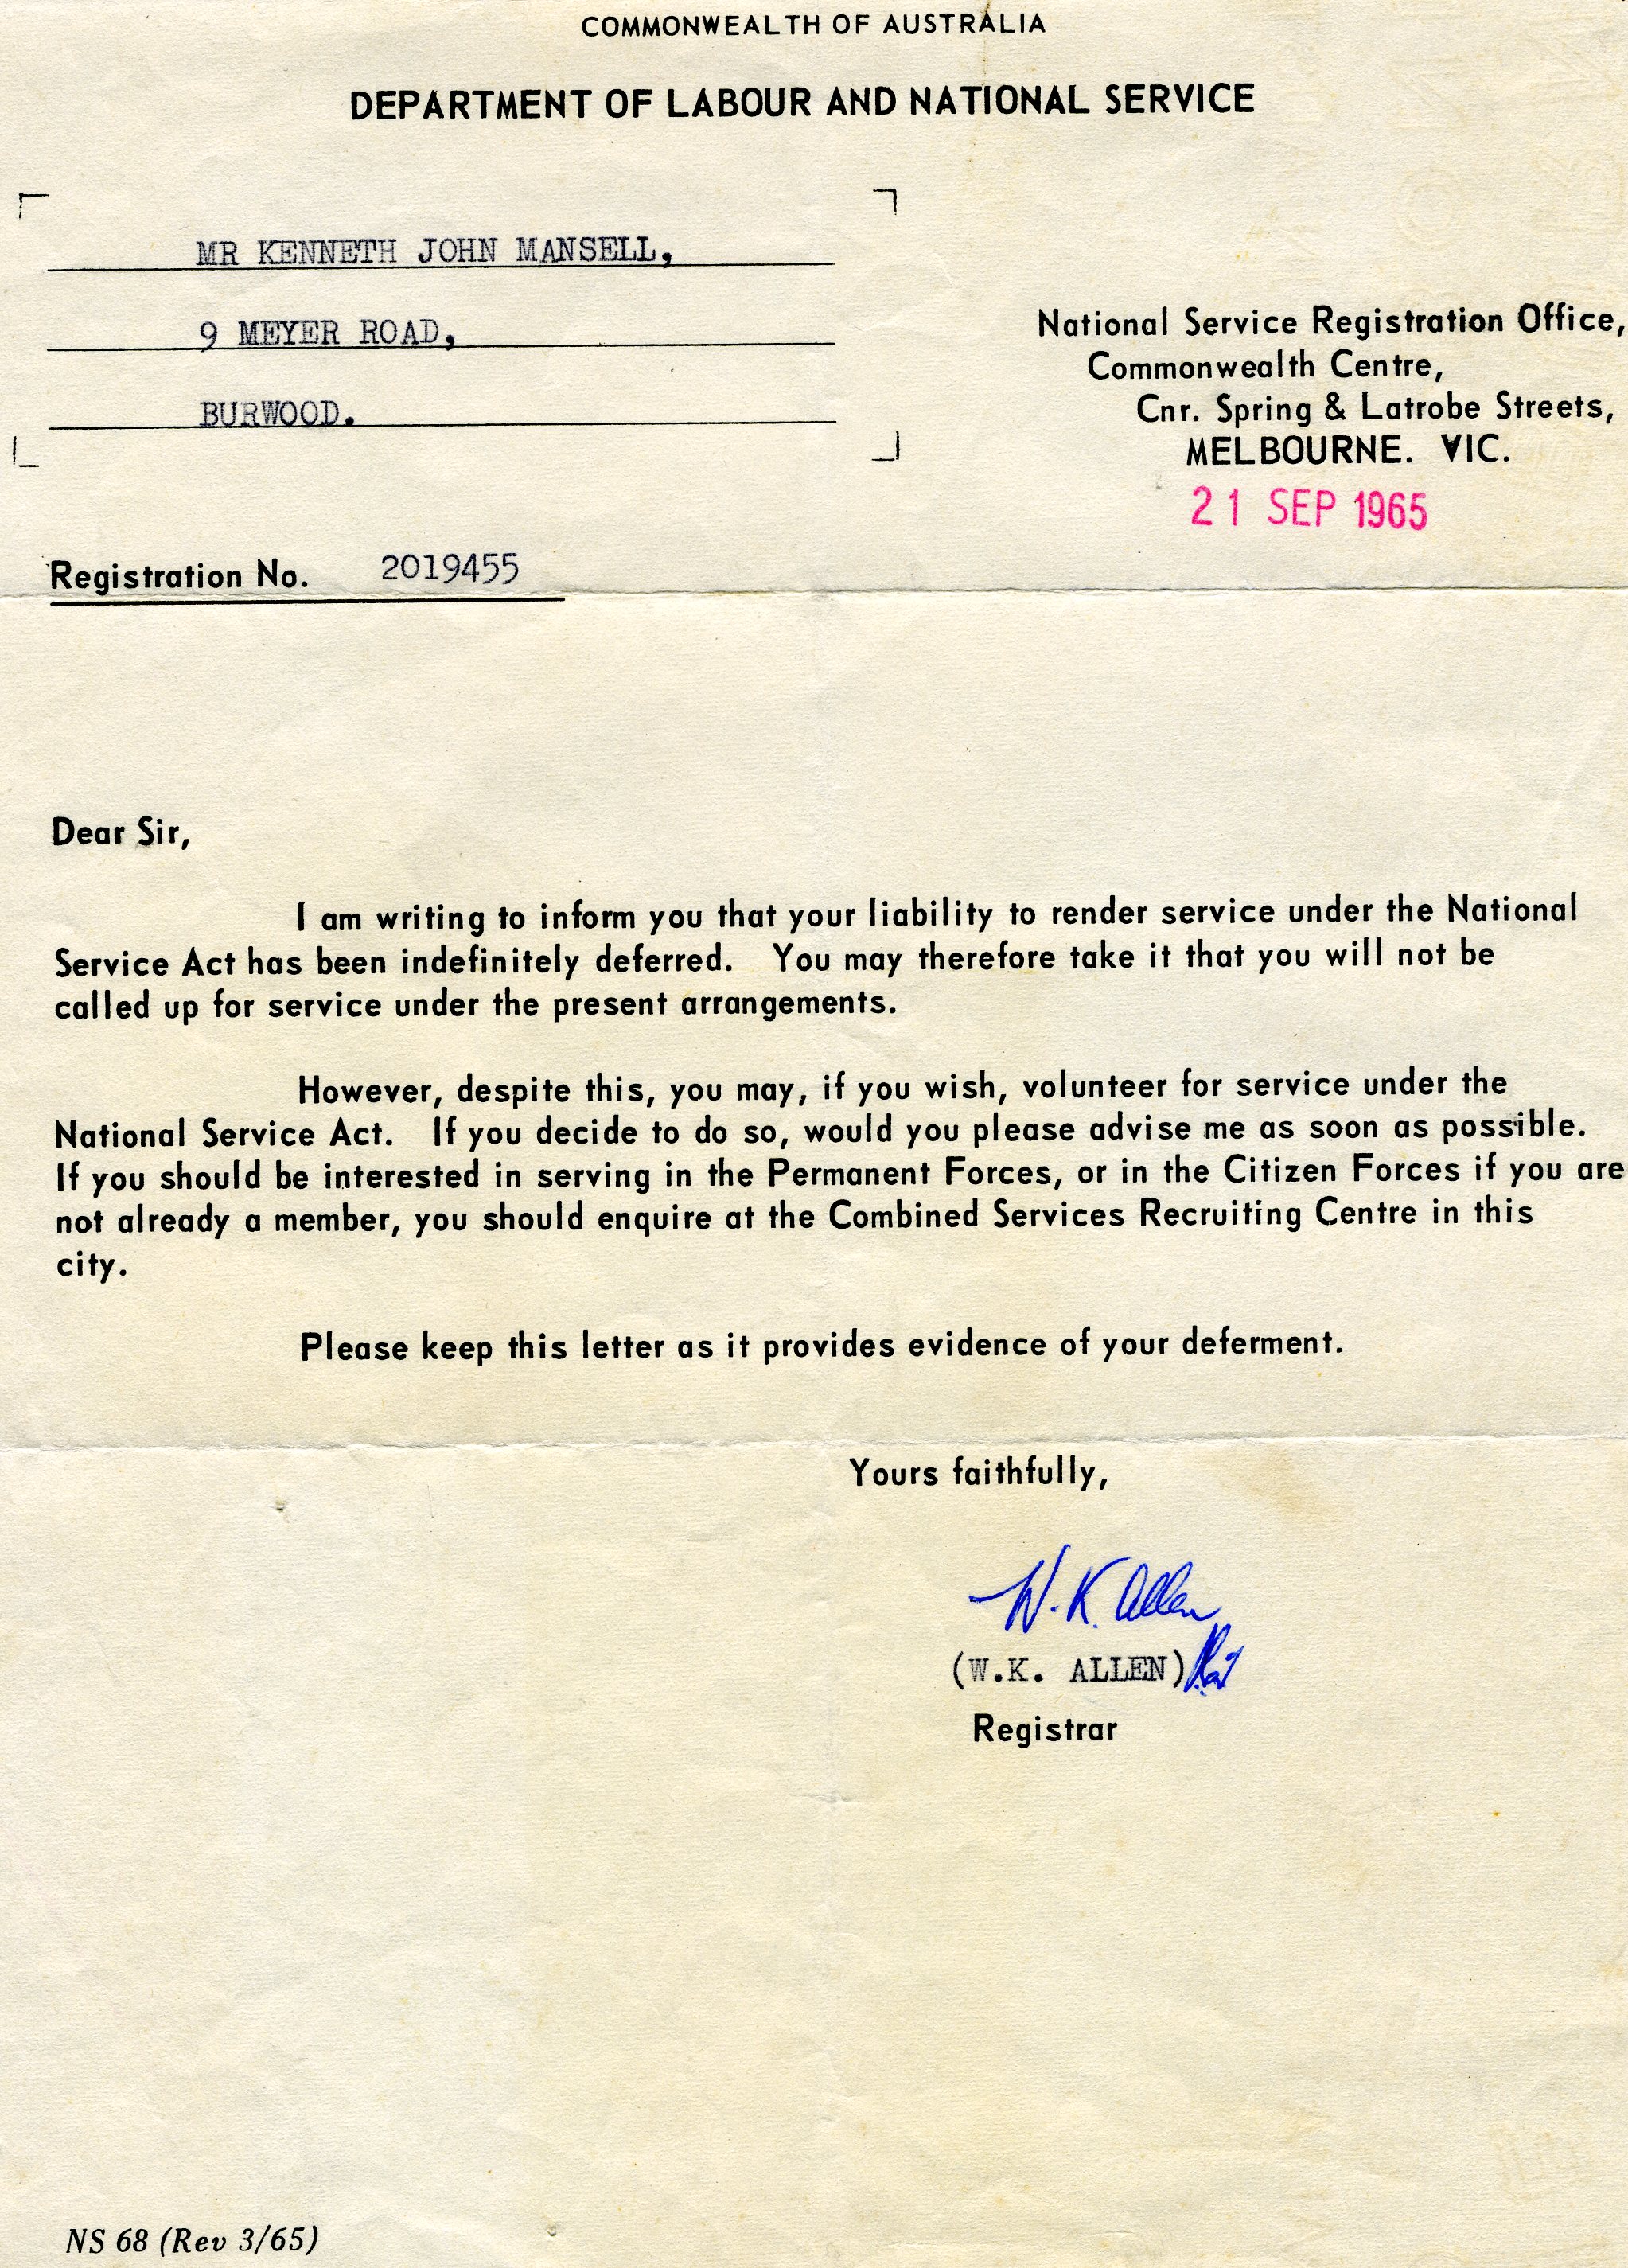 COMMONWEALTH OF AUSTRALIA
DEPARTMENT OF LABOUR AND NATIONAL SERVICE
MR KENNETH JOHN MANSELL,
9 MEYER ROAD,
BURWOOD.
National Service Registration Office,
Commonwealth Centre,
Cnr. Spring & Latrobe Streets,
MELBOURNE. VIC.
21 SEP 1965
Registration No. 2019455
Dear Sir,
I am writing to inform you that your liability to render service under the National
Service Act has been indefinitely deferred. You may therefore take it that you will not be
called up for service under the present arrangements.
However, despite this, you may, if you wish, volunteer for service under the
National Service Act. If you decide to do so, would you please advise me as soon as possible.
If you should be interested in serving in the Permanent Forces, or in the Citizen Forces if you are
not already a member, you should enquire at the Combined Services Recruiting Centre in this
city.
Please keep this letter as it provides evidence of your deferment.
Yours faithfully,
W. K. Allen
(W.K. ALLEN)
Registrar
NS 68 (Rev 3/65)